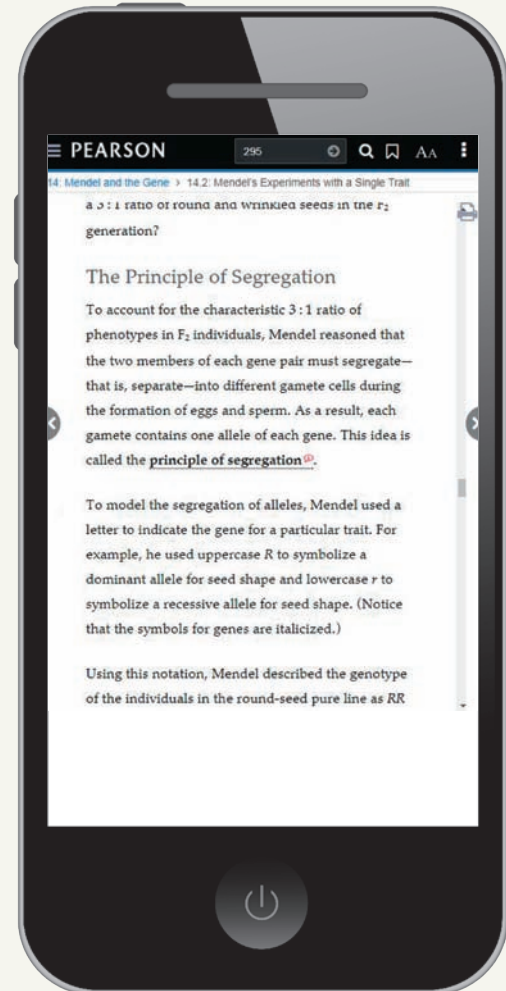 PEARSON
295
AA
14: Mendel and the Gene > 14.2: Mendel's Experiments with a Single Trait
a 3 : 1 ratio of round and wrinkled seeds in the F₂
generation?
The Principle of Segregation
To account for the characteristic 3 : 1 ratio of
phenotypes in F₂ individuals, Mendel reasoned that
the two members of each gene pair must segregate—
that is, separate—into different gamete cells during
the formation of eggs and sperm. As a result, each
gamete contains one allele of each gene. This idea is
called the principle of segregation.
To model the segregation of alleles, Mendel used a
letter to indicate the gene for a particular trait. For
example, he used uppercase R to symbolize a
dominant allele for seed shape and lowercase r to
symbolize a recessive allele for seed shape. (Notice
that the symbols for genes are italicized.)
Using this notation, Mendel described the genotype
of the individuals in the round-seed pure line as RR